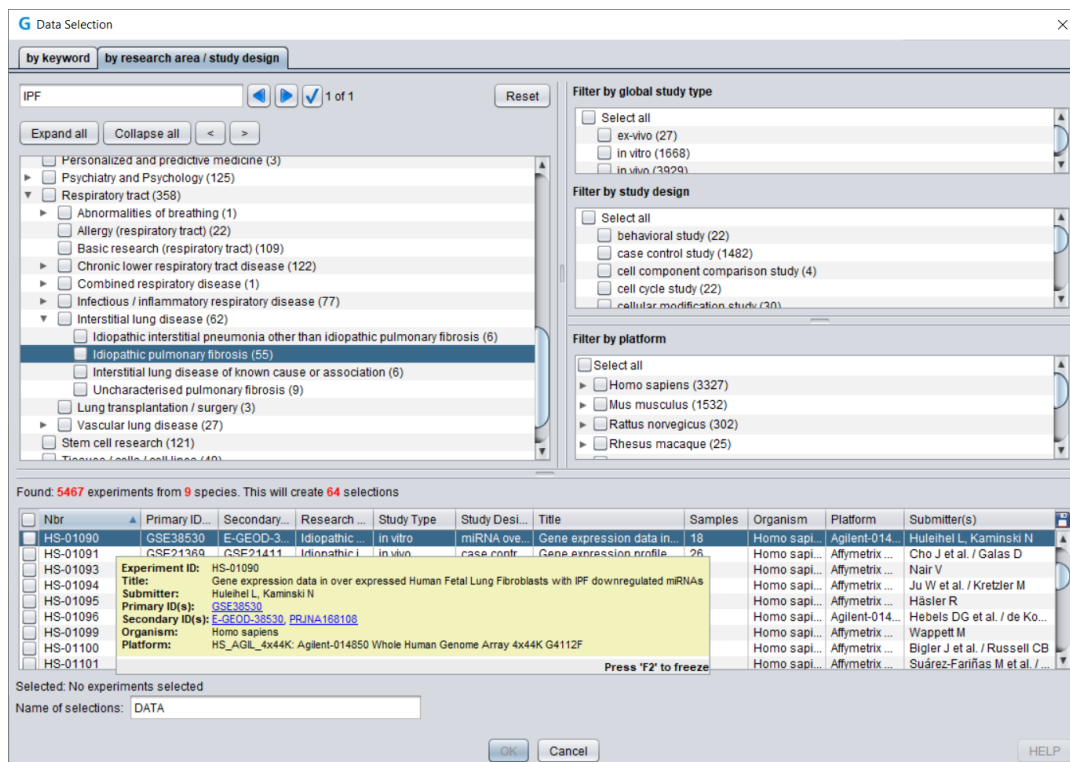 G Data Selection
by keyword by research area / study design
IPF 1 of 1 Reset
Expand all Collapse all < >
Personalized and predictive medicine (3)
Psychiatry and Psychology (125)
Respiratory tract (358)
Abnormalities of breathing (1)
Allergy (respiratory tract) (22)
Basic research (respiratory tract) (109)
Chronic lower respiratory tract disease (122)
Combined respiratory disease (1)
Infectious / inflammatory respiratory disease (77)
Interstitial lung disease (62)
Idiopathic interstitial pneumonia other than idiopathic pulmonary fibrosis (6)
Idiopathic pulmonary fibrosis (55)
Interstitial lung disease of known cause or association (6)
Uncharacterised pulmonary fibrosis (9)
Lung transplantation / surgery (3)
Vascular lung disease (27)
Stem cell research (121)
Tissues / cells / cell lines (49)
Filter by global study type
Select all
ex-vivo (27)
in vitro (1668)
in vivo (3929)
Filter by study design
Select all
behavioral study (22)
case control study (1482)
cell component comparison study (4)
cell cycle study (22)
cellular modification study (30)
Filter by platform
Select all
Homo sapiens (3327)
Mus musculus (1532)
Rattus norvegicus (302)
Rhesus macaque (25)
Found: 5467 experiments from 9 species. This will create 64 selections
Nbr Primary ID... Secondary... Research ... Study Type Study Desi... Title Samples Organism Platform Submitter(s)
HS-01090 GSE38530 E-GEOD-3... Idiopathic ... in vitro miRNA ove... Gene expression data in... 18 Homo sapi... Agilent-014... Huleihel L, Kaminski N
HS-01091 GSE21369 GSE21411 Idiopathic i... in vivo case contr... Gene expression profile... 26 Homo sapi... Affymetrix ... Cho J et al. / Galas D
HS-01093 Homo sapi... Affymetrix ... Nair V
HS-01094 Homo sapi... Affymetrix ... Ju W et al. / Kretzler M
HS-01095 Homo sapi... Affymetrix ... Häsler R
HS-01096 Homo sapi... Agilent-014... Hebels DG et al. / de Ko...
HS-01099 Homo sapi... Affymetrix ... Wappett M
HS-01100 Homo sapi... Affymetrix ... Bigler J et al. / Russell CB
HS-01101 Homo sapi... Affymetrix ... Suárez-Fariñas M et al. / ...
Experiment ID: HS-01090
Title: Gene expression data in over expressed Human Fetal Lung Fibroblasts with IPF downregulated miRNAs
Submitter: Huleihel L, Kaminski N
Primary ID(s): GSE38530
Secondary ID(s): E-GEOD-38530, PRJNA168108
Organism: Homo sapiens
Platform: HS_AGIL_4x44K: Agilent-014850 Whole Human Genome Array 4x44K G4112F
Press 'F2' to freeze
Selected: No experiments selected
Name of selections: DATA
OK Cancel HELP